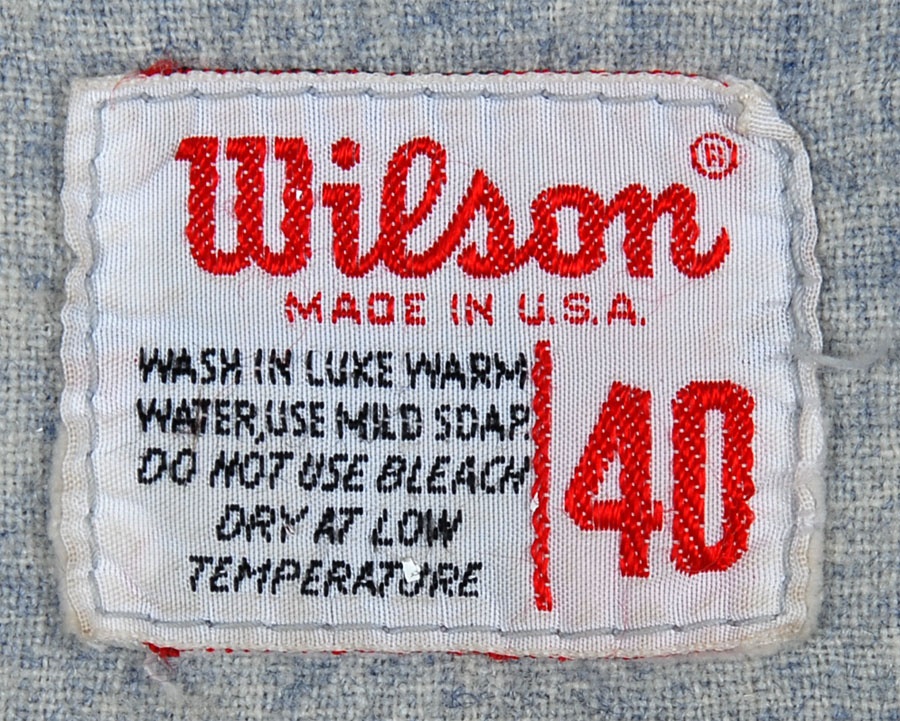 Wilson®
MADE IN U.S.A.
WASH IN LUKE WARM
WATER,USE MILD SOAP.
DO NOT USE BLEACH
DRY AT LOW
TEMPERATURE
40